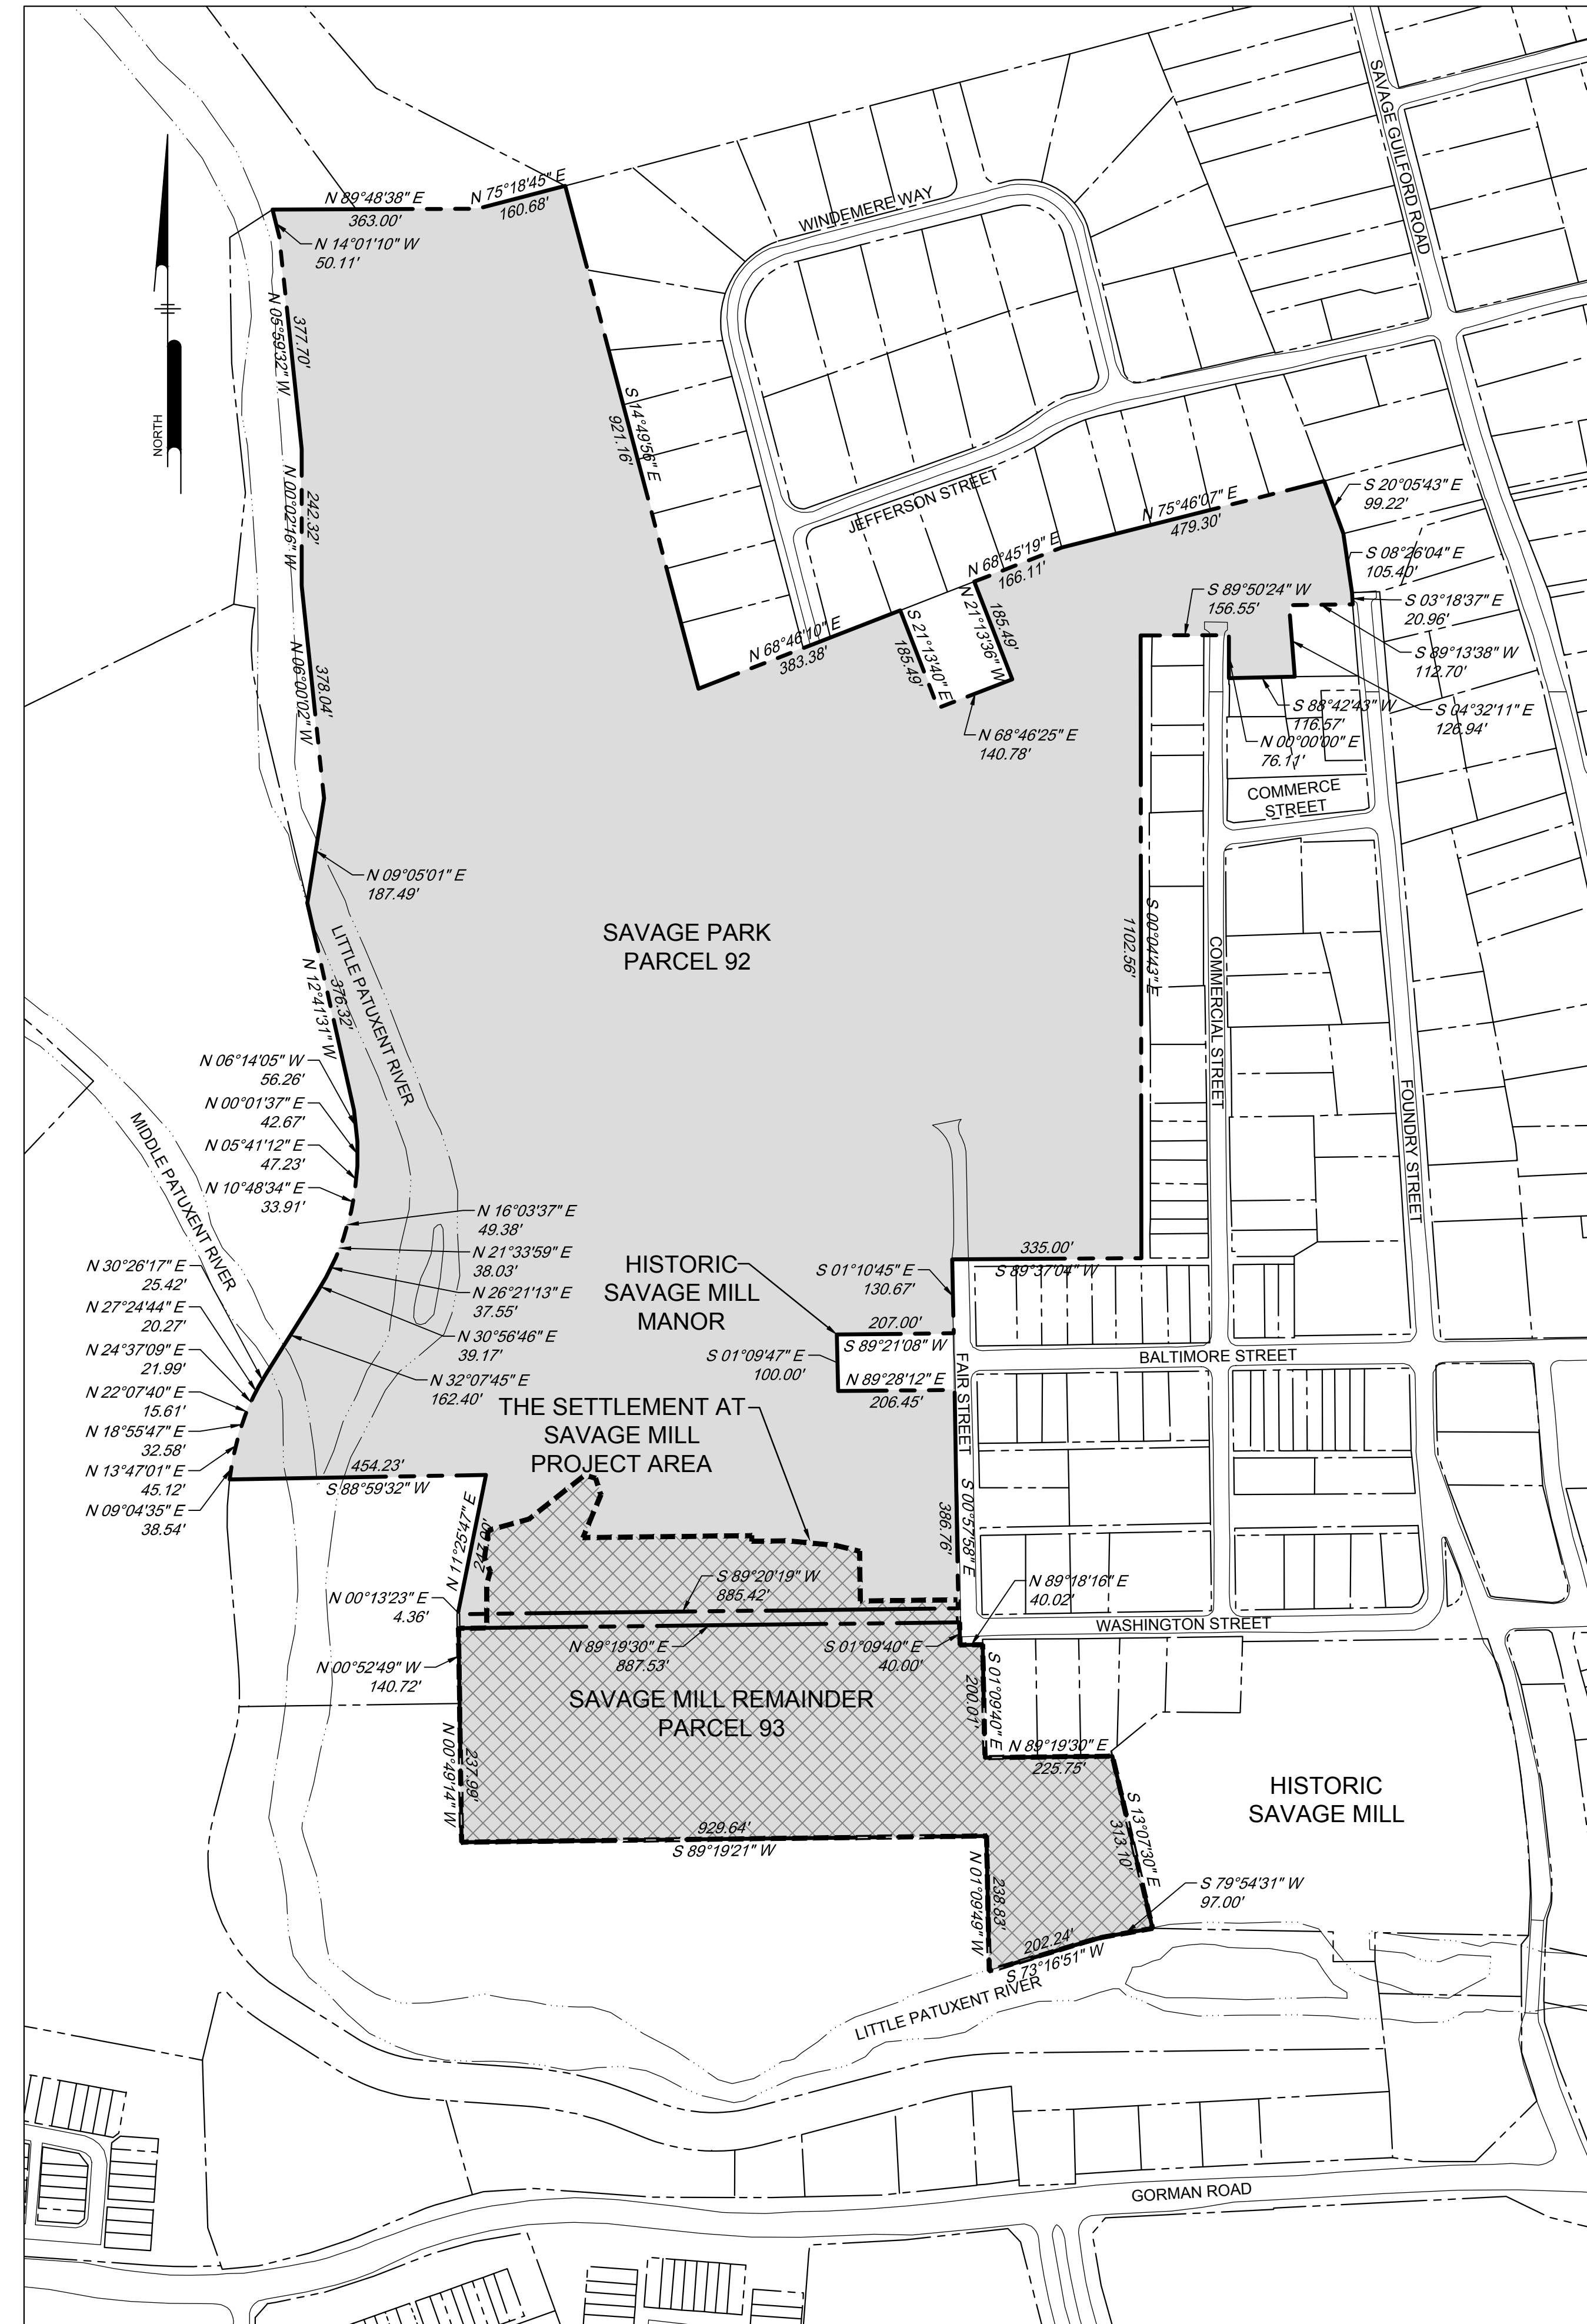 SAVAGE GUILFORD ROAD
N 89°48'38" E
363.00'
N 75°18'45" E
160.68'
WINDEMERE WAY
N 14°01'10" W
50.11'
N 05°59'32" W
377.70'
NORTH
S 14°49'56" E
921.16'
JEFFERSON STREET
N 00°02'16" W
242.32'
N 75°46'07" E
479.30'
S 20°05'43" E
99.22'
N 68°45'19" E
166.11'
S 08°26'04" E
105.40'
S 89°50'24" W
156.55'
S 03°18'37" E
20.96'
N 21°13'36" W
185.49'
S 21°13'40" E
185.49'
N 68°46'10" E
383.38'
N 06°00'02" W
378.04'
S 89°13'38" W
112.70'
S 88°42'43" W
116.57'
S 04°32'11" E
126.94'
N 68°46'25" E
140.78'
N 00°00'00" E
76.11'
COMMERCE
STREET
N 09°05'01" E
187.49'
SAVAGE PARK
PARCEL 92
LITTLE PATUXENT RIVER
N 12°41'31" W
376.32'
1102.56'
S 00°04'43" E
COMMERCIAL STREET
FOUNDRY STREET
N 06°14'05" W
56.26'
N 00°01'37" E
42.67'
N 05°41'12" E
47.23'
N 10°48'34" E
33.91'
MIDDLE PATUXENT RIVER
N 16°03'37" E
49.38'
N 21°33'59" E
38.03'
N 26°21'13" E
37.55'
N 30°56'46" E
39.17'
N 32°07'45" E
162.40'
N 30°26'17" E
25.42'
N 27°24'44" E
20.27'
N 24°37'09" E
21.99'
N 22°07'40" E
15.61'
N 18°55'47" E
32.58'
N 13°47'01" E
45.12'
N 09°04'35" E
38.54'
HISTORIC
SAVAGE MILL
MANOR
335.00'
S 89°37'04" W
S 01°10'45" E
130.67'
207.00'
S 89°21'08" W
S 01°09'47" E
100.00'
N 89°28'12" E
206.45'
BALTIMORE STREET
FAIR STREET
THE SETTLEMENT AT
SAVAGE MILL
PROJECT AREA
454.23'
S 88°59'32" W
N 11°25'47" E
247.00'
386.76'
S 00°57'58" E
S 89°20'19" W
885.42'
N 89°18'16" E
40.02'
N 00°13'23" E
4.36'
WASHINGTON STREET
N 89°19'30" E
887.53'
S 01°09'40" E
40.00'
N 00°52'49" W
140.72'
SAVAGE MILL REMAINDER
PARCEL 93
S 01°09'40" E
200.01'
N 89°19'30" E
225.75'
N 00°49'14" W
237.99'
HISTORIC
SAVAGE MILL
S 13°07'30" E
313.10'
929.64'
S 89°19'21" W
N 01°09'49" W
238.83'
S 79°54'31" W
97.00'
202.24'
S 73°16'51" W
LITTLE PATUXENT RIVER
GORMAN ROAD